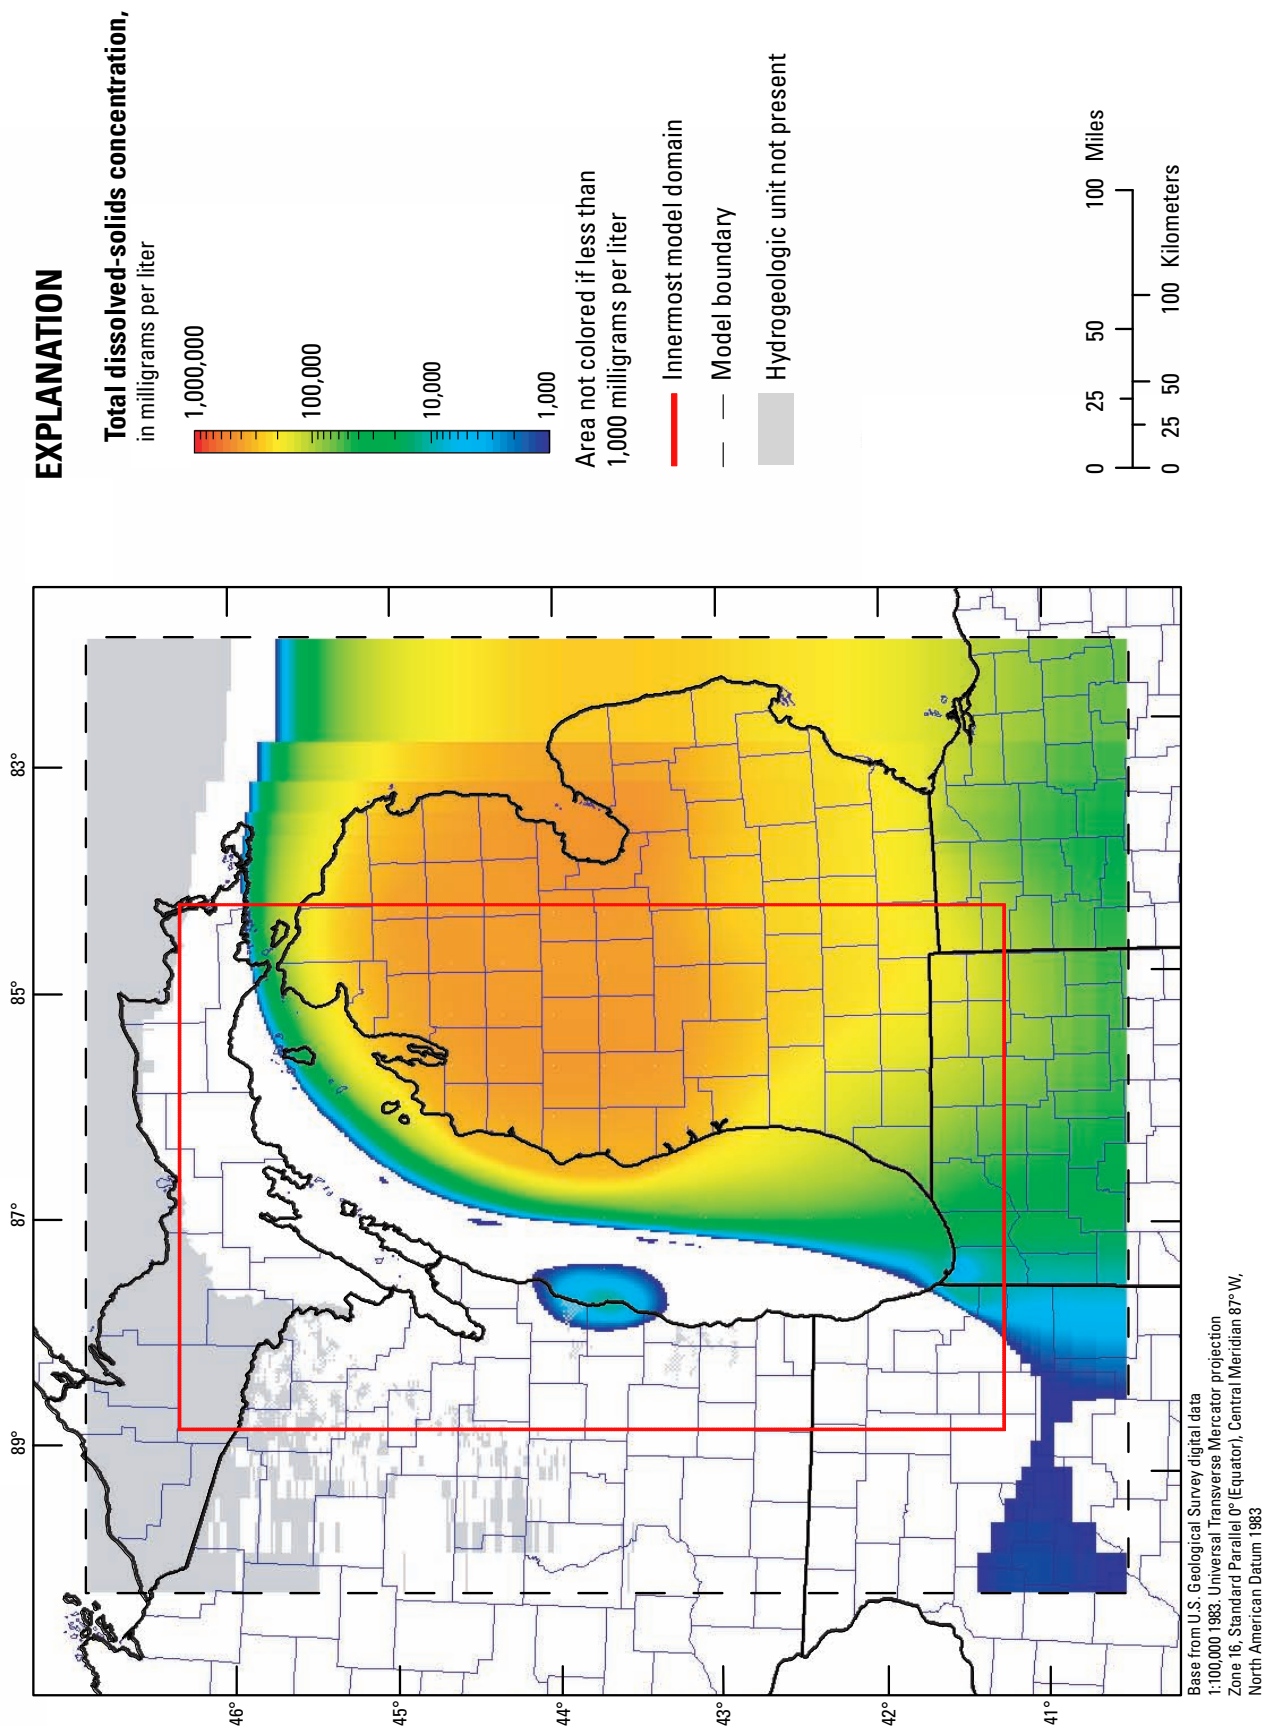 EXPLANATION
Total dissolved-solids concentration,
in milligrams per liter
1,000,000
100,000
10,000
1,000
Area not colored if less than
1,000 milligrams per liter
Innermost model domain
Model boundary
Hydrogeologic unit not present
0 25 50 100 Miles
0 25 50 100 Kilometers
89° 87° 85° 83°
46°
45°
44°
43°
42°
41°
Base from U.S. Geological Survey digital data
1:100,000 1983. Universal Transverse Mercator projection
Zone 16, Standard Parallel 0° (Equator), Central Meridian 87° W,
North American Datum 1983